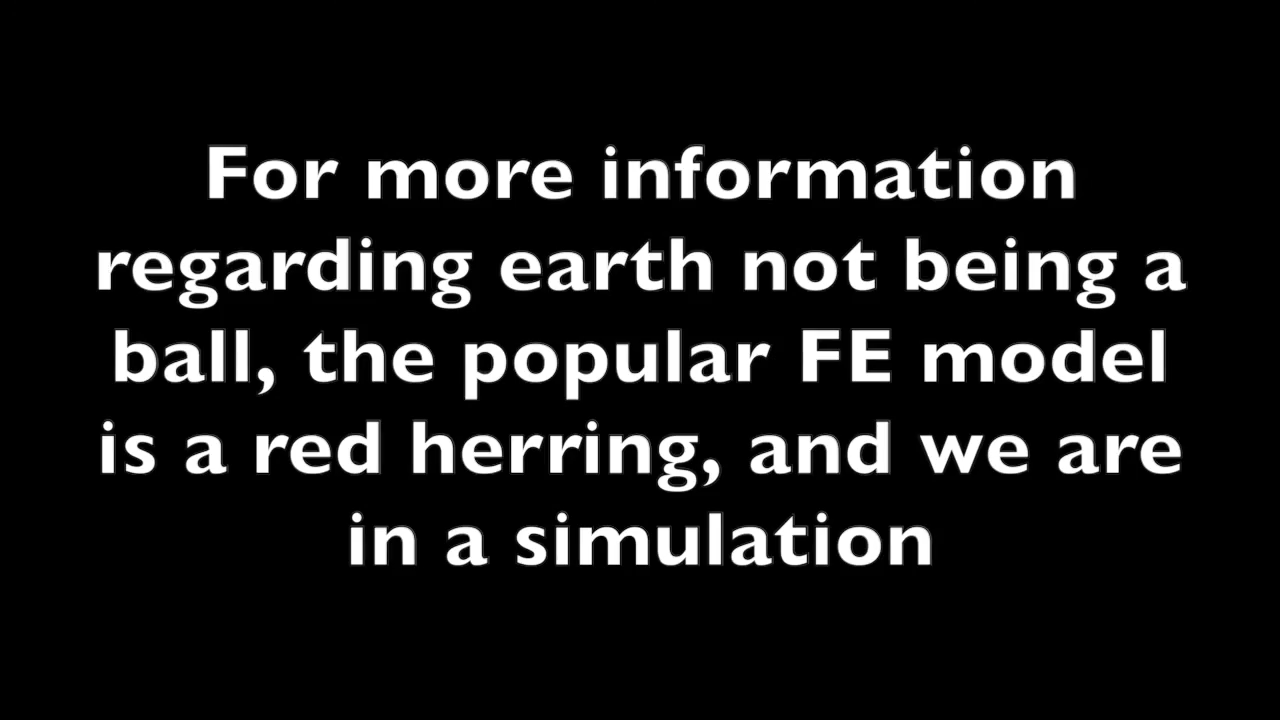 For more information
regarding earth not being a
ball, the popular FE model
is a red herring, and we are
in a simulation